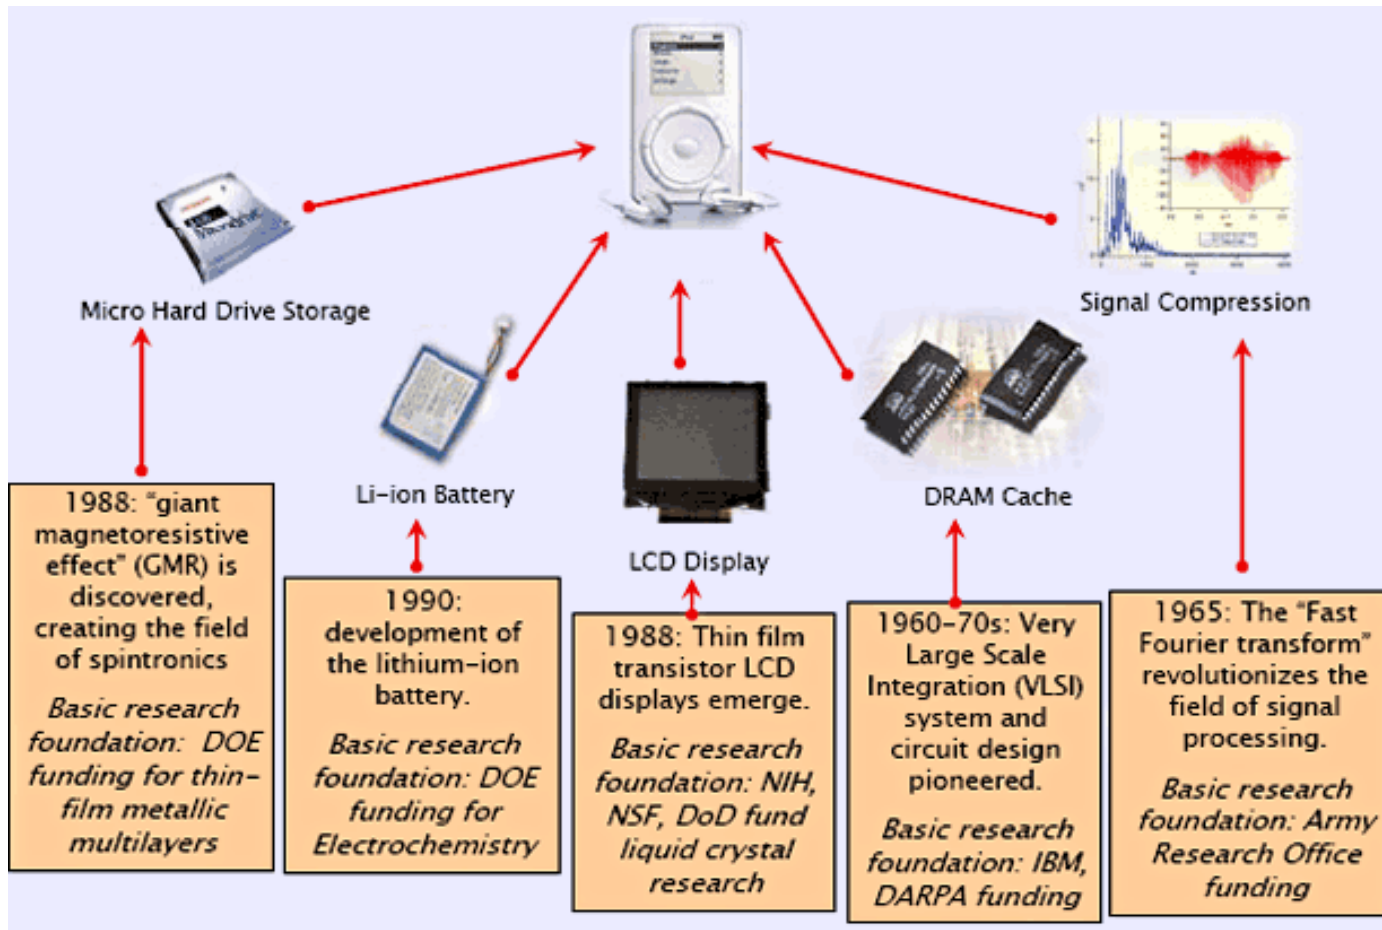 iPod
Micro Hard Drive Storage
Signal Compression
Li-ion Battery
DRAM Cache
LCD Display
1988: “giant
magnetoresistive
effect” (GMR) is
discovered,
creating the field
of spintronics
Basic research
foundation: DOE
funding for thin-
film metallic
multilayers
1990:
development of
the lithium-ion
battery.
Basic research
foundation: DOE
funding for
Electrochemistry
1988: Thin film
transistor LCD
displays emerge.
Basic research
foundation: NIH,
NSF, DoD fund
liquid crystal
research
1960-70s: Very
Large Scale
Integration (VLSI)
system and
circuit design
pioneered.
Basic research
foundation: IBM,
DARPA funding
1965: The “Fast
Fourier transform”
revolutionizes the
field of signal
processing.
Basic research
foundation: Army
Research Office
funding